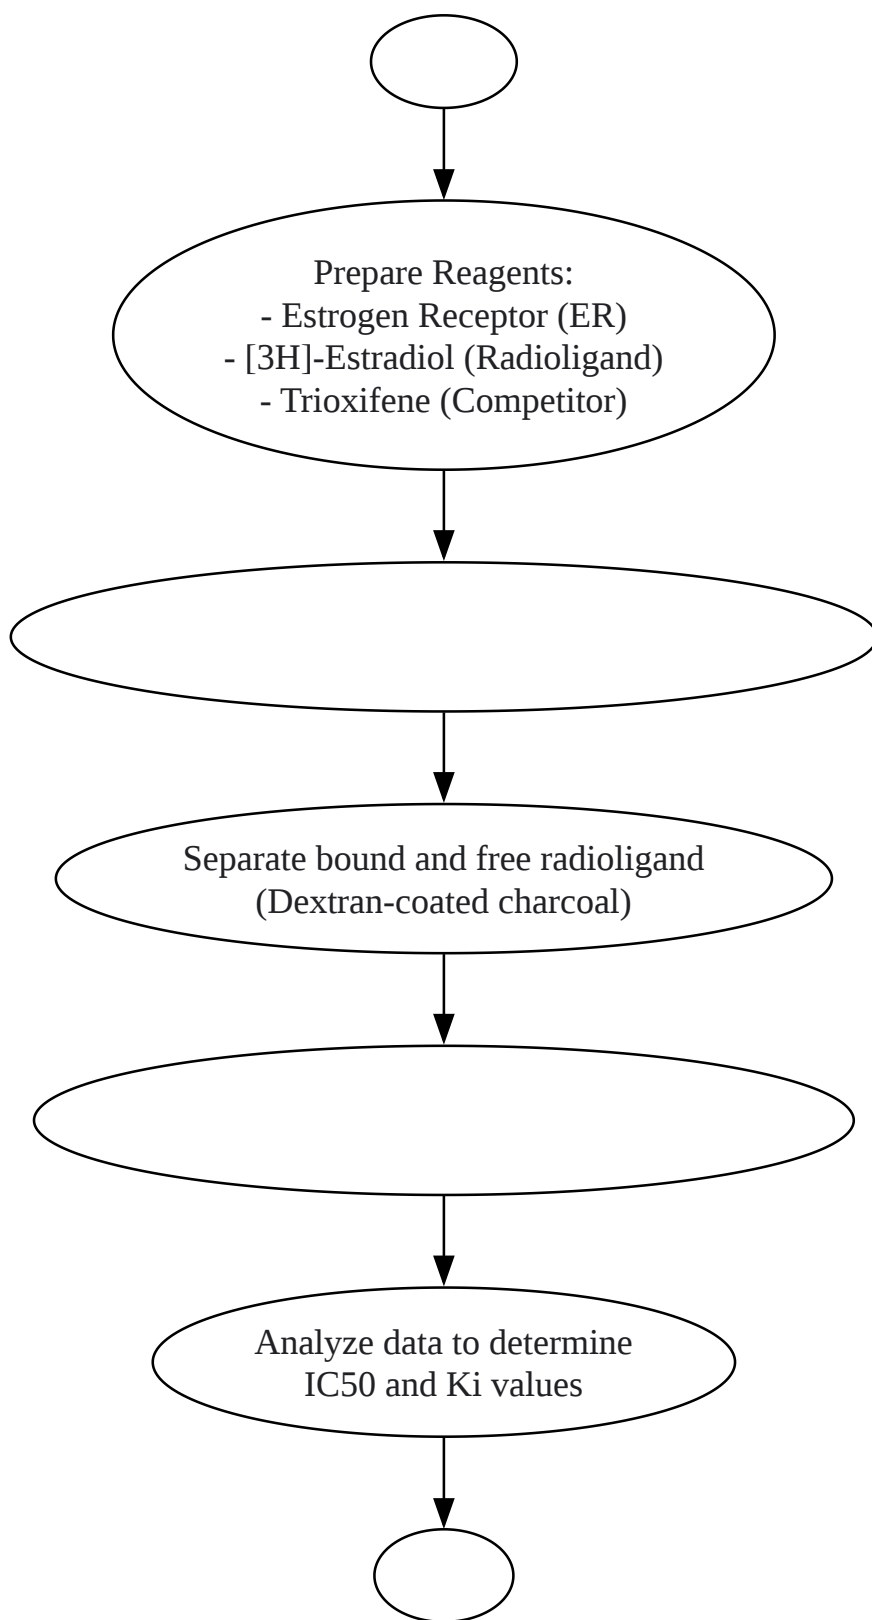 Prepare Reagents:
- Estrogen Receptor (ER)
- [3H]-Estradiol (Radioligand)
- Trioxifene (Competitor)
Separate bound and free radioligand
(Dextran-coated charcoal)
Analyze data to determine
IC50 and Ki values